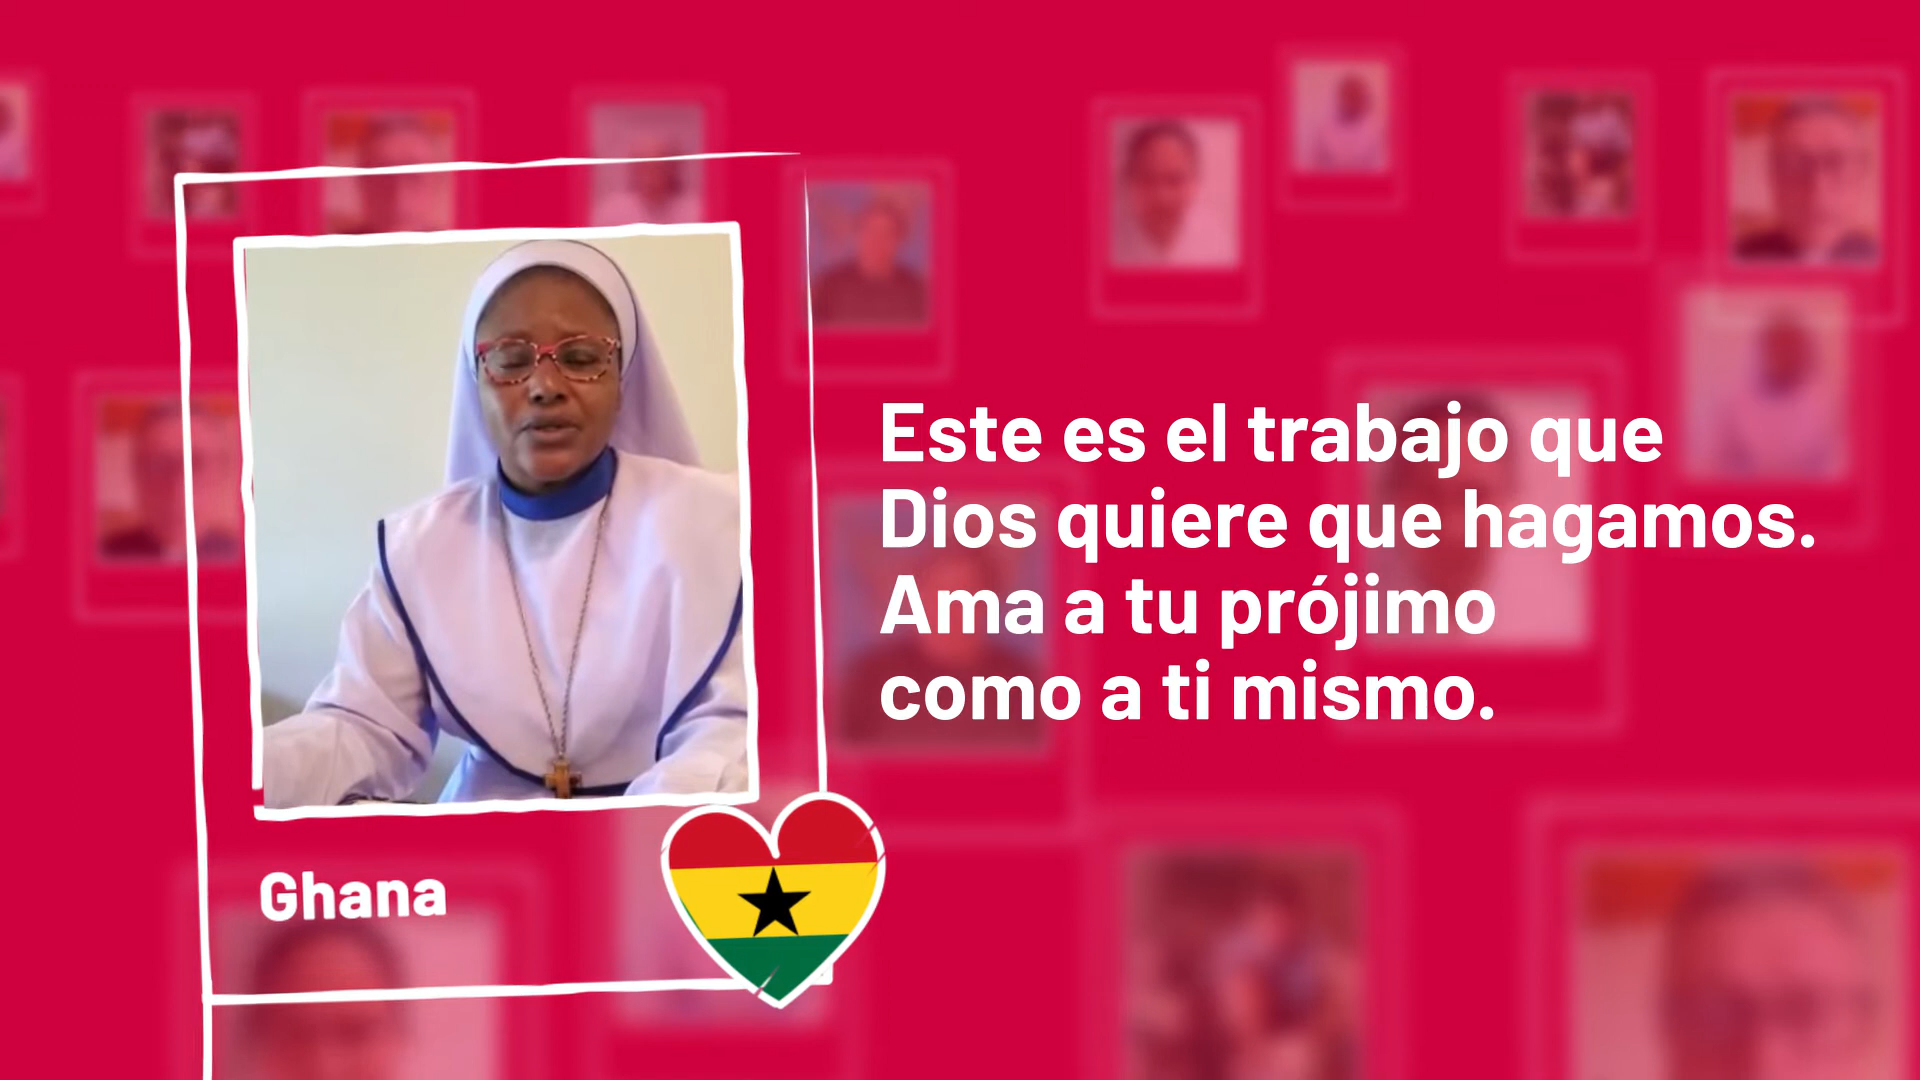 Este es el trabajo que
Dios quiere que hagamos.
Ama a tu prójimo
como a ti mismo.
Ghana